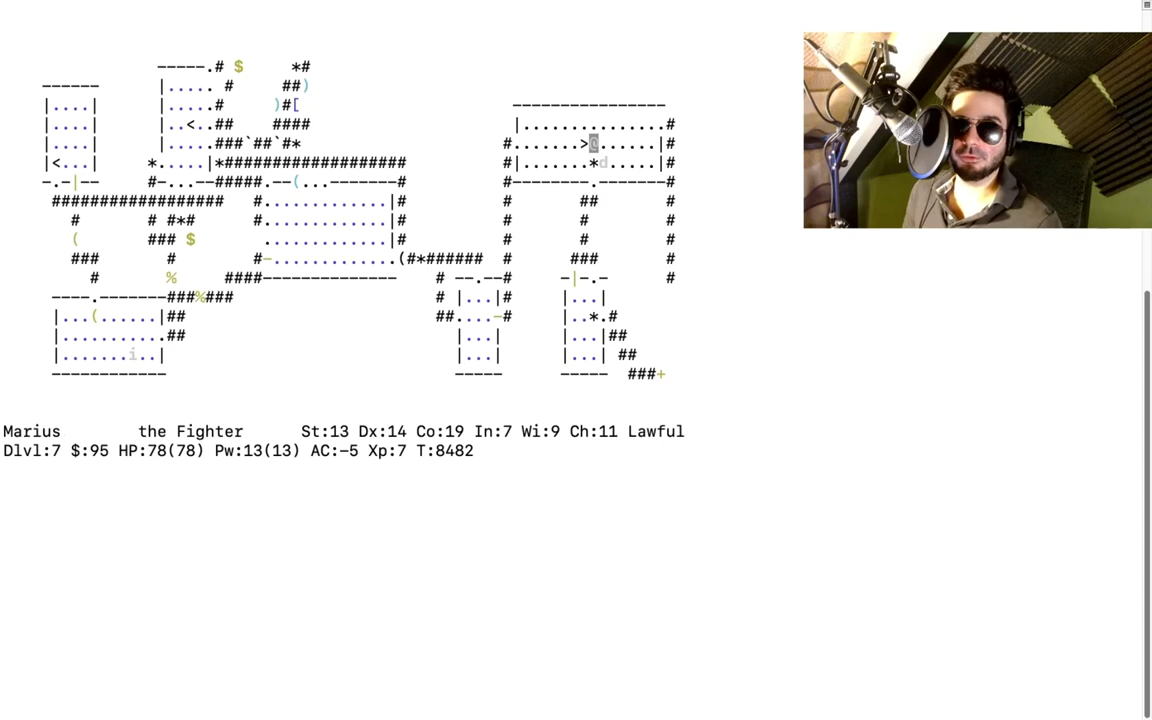 -----.# $     *#
------    |..... #     ##)
|....|    |.....#     )#[                      ----------------
|....|    |..<..##    ####                     |..............#
|....|    |.....###`##`#*                     #.......>@......|#
|<...|   *.....|*####################          #|.......*d.....|#
-.-|--   #-...--#####.--(...-------#          #--------.-------#
 ##################  #.............|#          #       ##       #
   #       # #*#     #.............|#          #       #        #
   (       ### $      .............|#          #       #        #
   ###       #       #-.............(#*######  #      ###       #
     #       %    ####--------------    # --.--#     -|-.-      #
 ----.-------###%###                    # |...|#     |...|
 |...(......|##                         ##....-#     |..*.#
 |..........##                            |...|      |...|##
 |.......i..|                             |...|      |...| ##
 ------------                             -----      -----  ###+
Marius        the Fighter     St:13 Dx:14 Co:19 In:7 Wi:9 Ch:11 Lawful
Dlvl:7 $:95 HP:78(78) Pw:13(13) AC:-5 Xp:7 T:8482